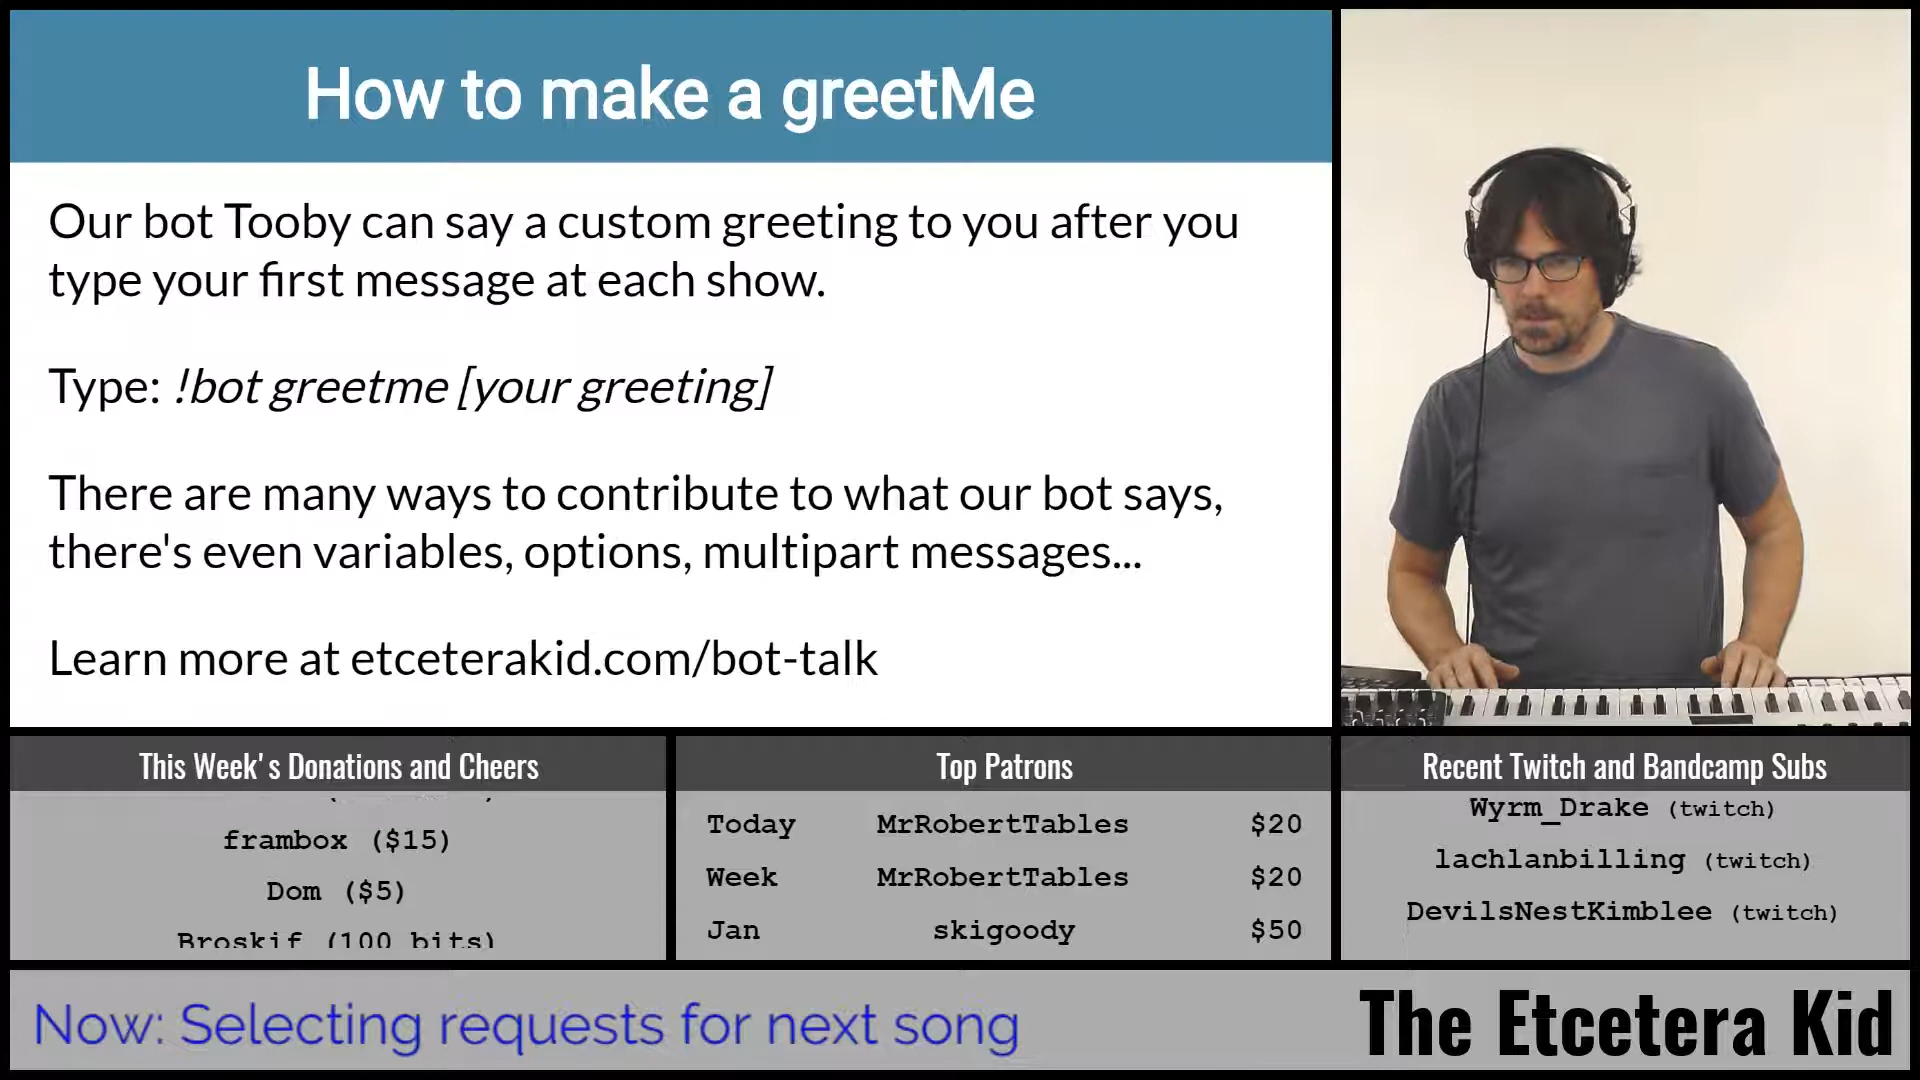 How to make a greetMe
Our bot Tooby can say a custom greeting to you after you
type your first message at each show.
Type: !bot greetme [your greeting]
There are many ways to contribute to what our bot says,
there's even variables, options, multipart messages...
Learn more at etceterakid.com/bot-talk
This Week's Donations and Cheers
frambox ($15)
Dom ($5)
Broskif (100 bits)
Top Patrons
Today MrRobertTables $20
Week MrRobertTables $20
Jan skigoody $50
Recent Twitch and Bandcamp Subs
Wyrm_Drake (twitch)
lachlanbilling (twitch)
DevilsNestKimblee (twitch)
Now: Selecting requests for next song
The Etcetera Kid